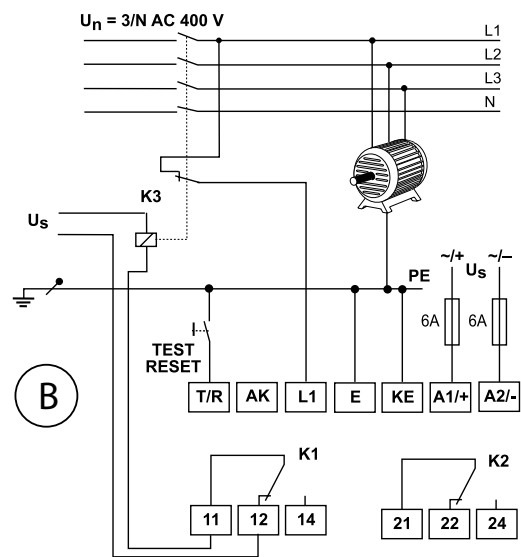 Un = 3/N AC 400 V
L1
L2
L3
N
K3
Us
PE
~/+ Us ~/–
6A 6A
TEST
RESET
T/R AK L1 E KE A1/+ A2/-
B
K1 K2
11 12 14 21 22 24